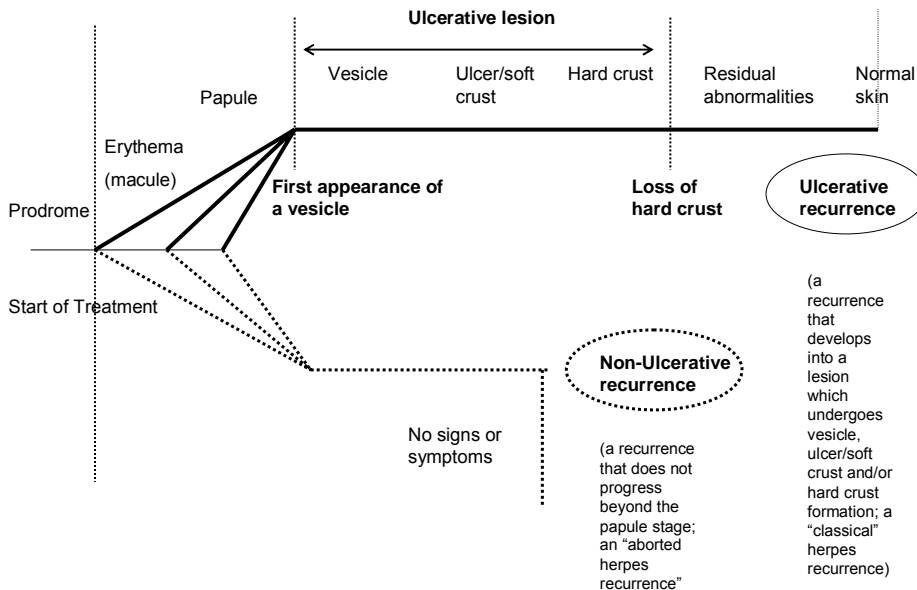 Ulcerative lesion
Vesicle
Ulcer/soft
crust
Hard crust
Residual
abnormalities
Normal
skin
Papule
Erythema
(macule)
First appearance of
a vesicle
Loss of
hard crust
Ulcerative
recurrence
Prodrome
Start of Treatment
(a
recurrence
that
develops
into a
lesion
which
undergoes
vesicle,
ulcer/soft
crust and/or
hard crust
formation; a
“classical”
herpes
recurrence)
Non-Ulcerative
recurrence
No signs or
symptoms
(a recurrence
that does not
progress
beyond the
papule stage;
an “aborted
herpes
recurrence”